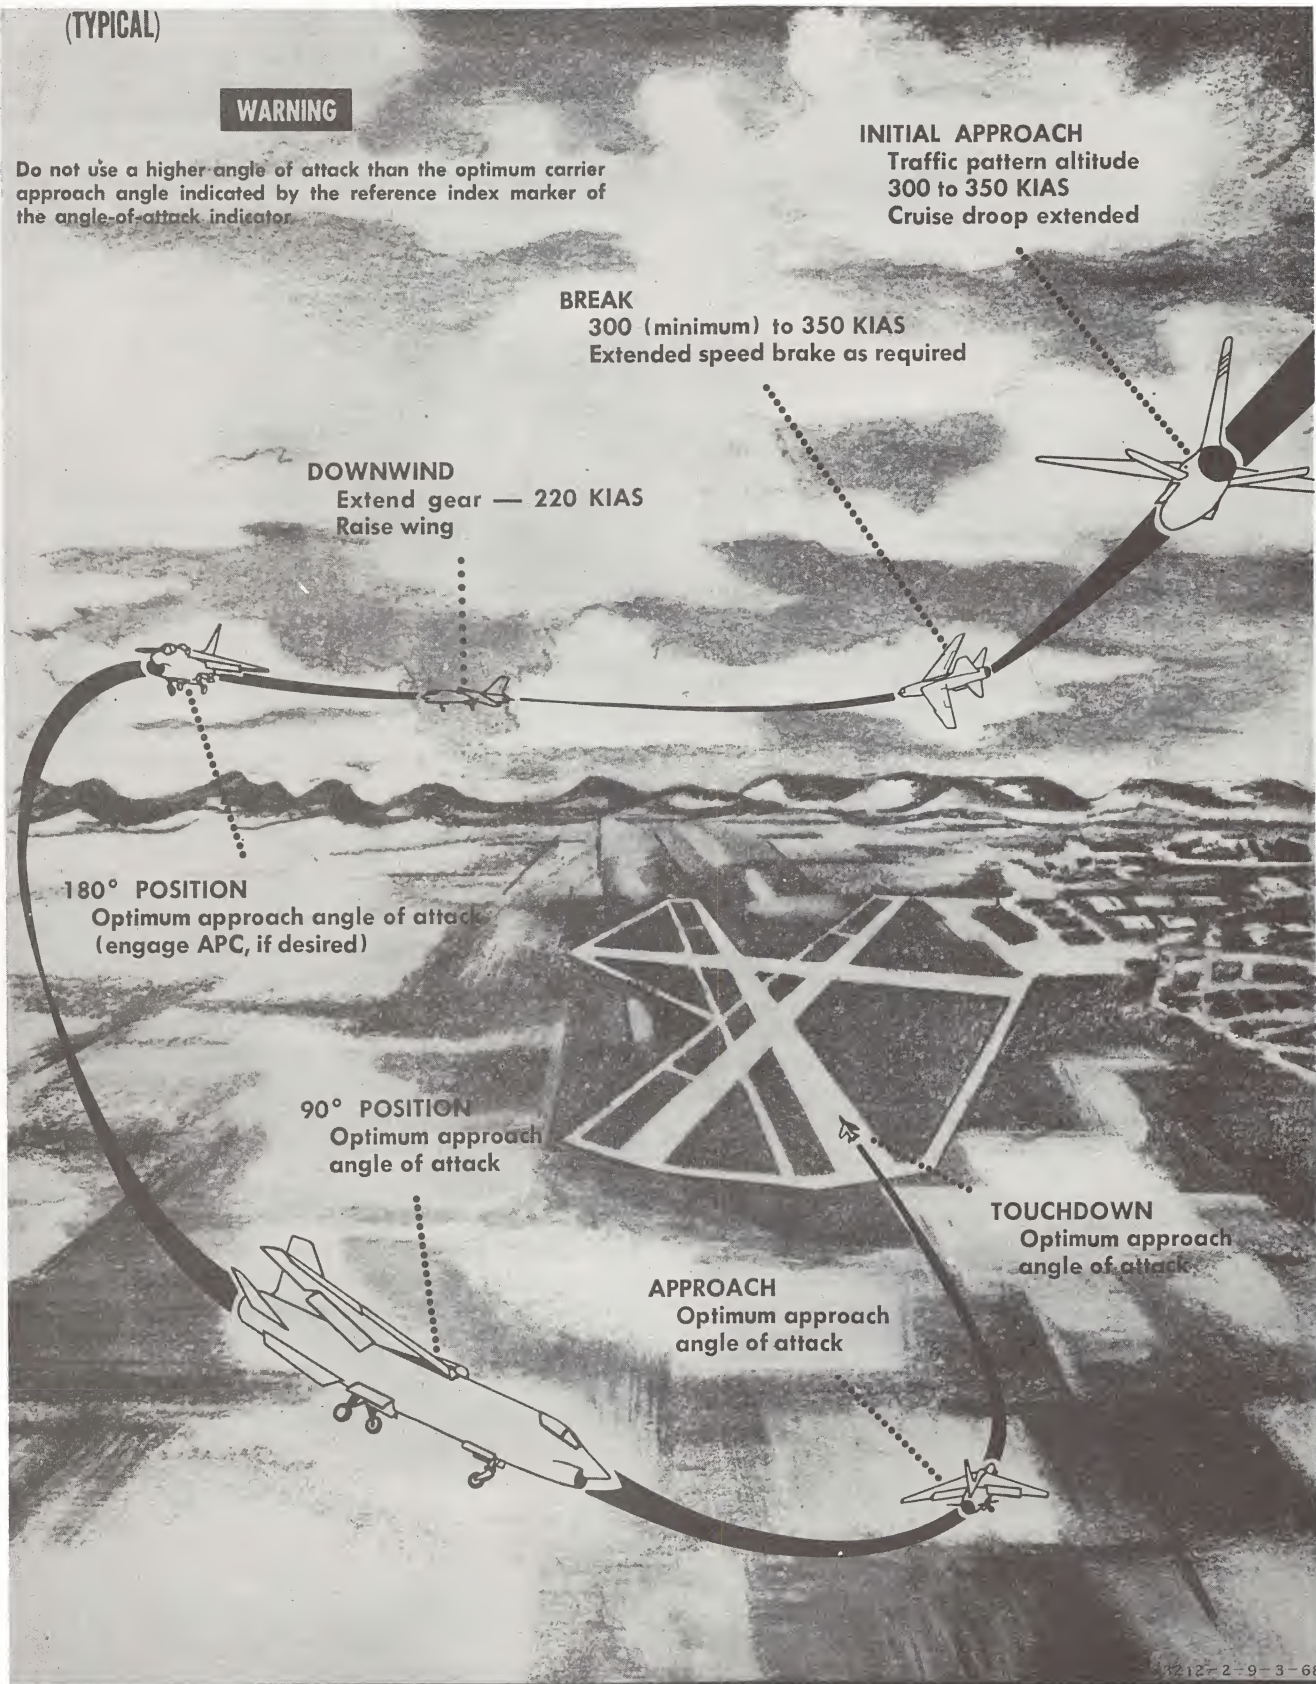 (TYPICAL)
WARNING
Do not use a higher angle of attack than the optimum carrier
approach angle indicated by the reference index marker of
the angle-of-attack indicator.
INITIAL APPROACH
Traffic pattern altitude
300 to 350 KIAS
Cruise droop extended
BREAK
300 (minimum) to 350 KIAS
Extended speed brake as required
DOWNWIND
Extend gear — 220 KIAS
Raise wing
180° POSITION
Optimum approach angle of attack
(engage APC, if desired)
90° POSITION
Optimum approach
angle of attack
TOUCHDOWN
Optimum approach
angle of attack
APPROACH
Optimum approach
angle of attack